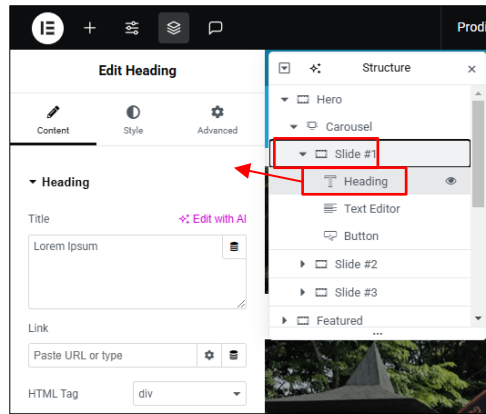 Prodi
Edit Heading
Structure
Hero
Content
Style
Advanced
Carousel
Slide #1
Heading
Heading
Title
Edit with AI
Text Editor
Lorem Ipsum
Button
Slide #2
Slide #3
Link
Featured
Paste URL or type
HTML Tag
div